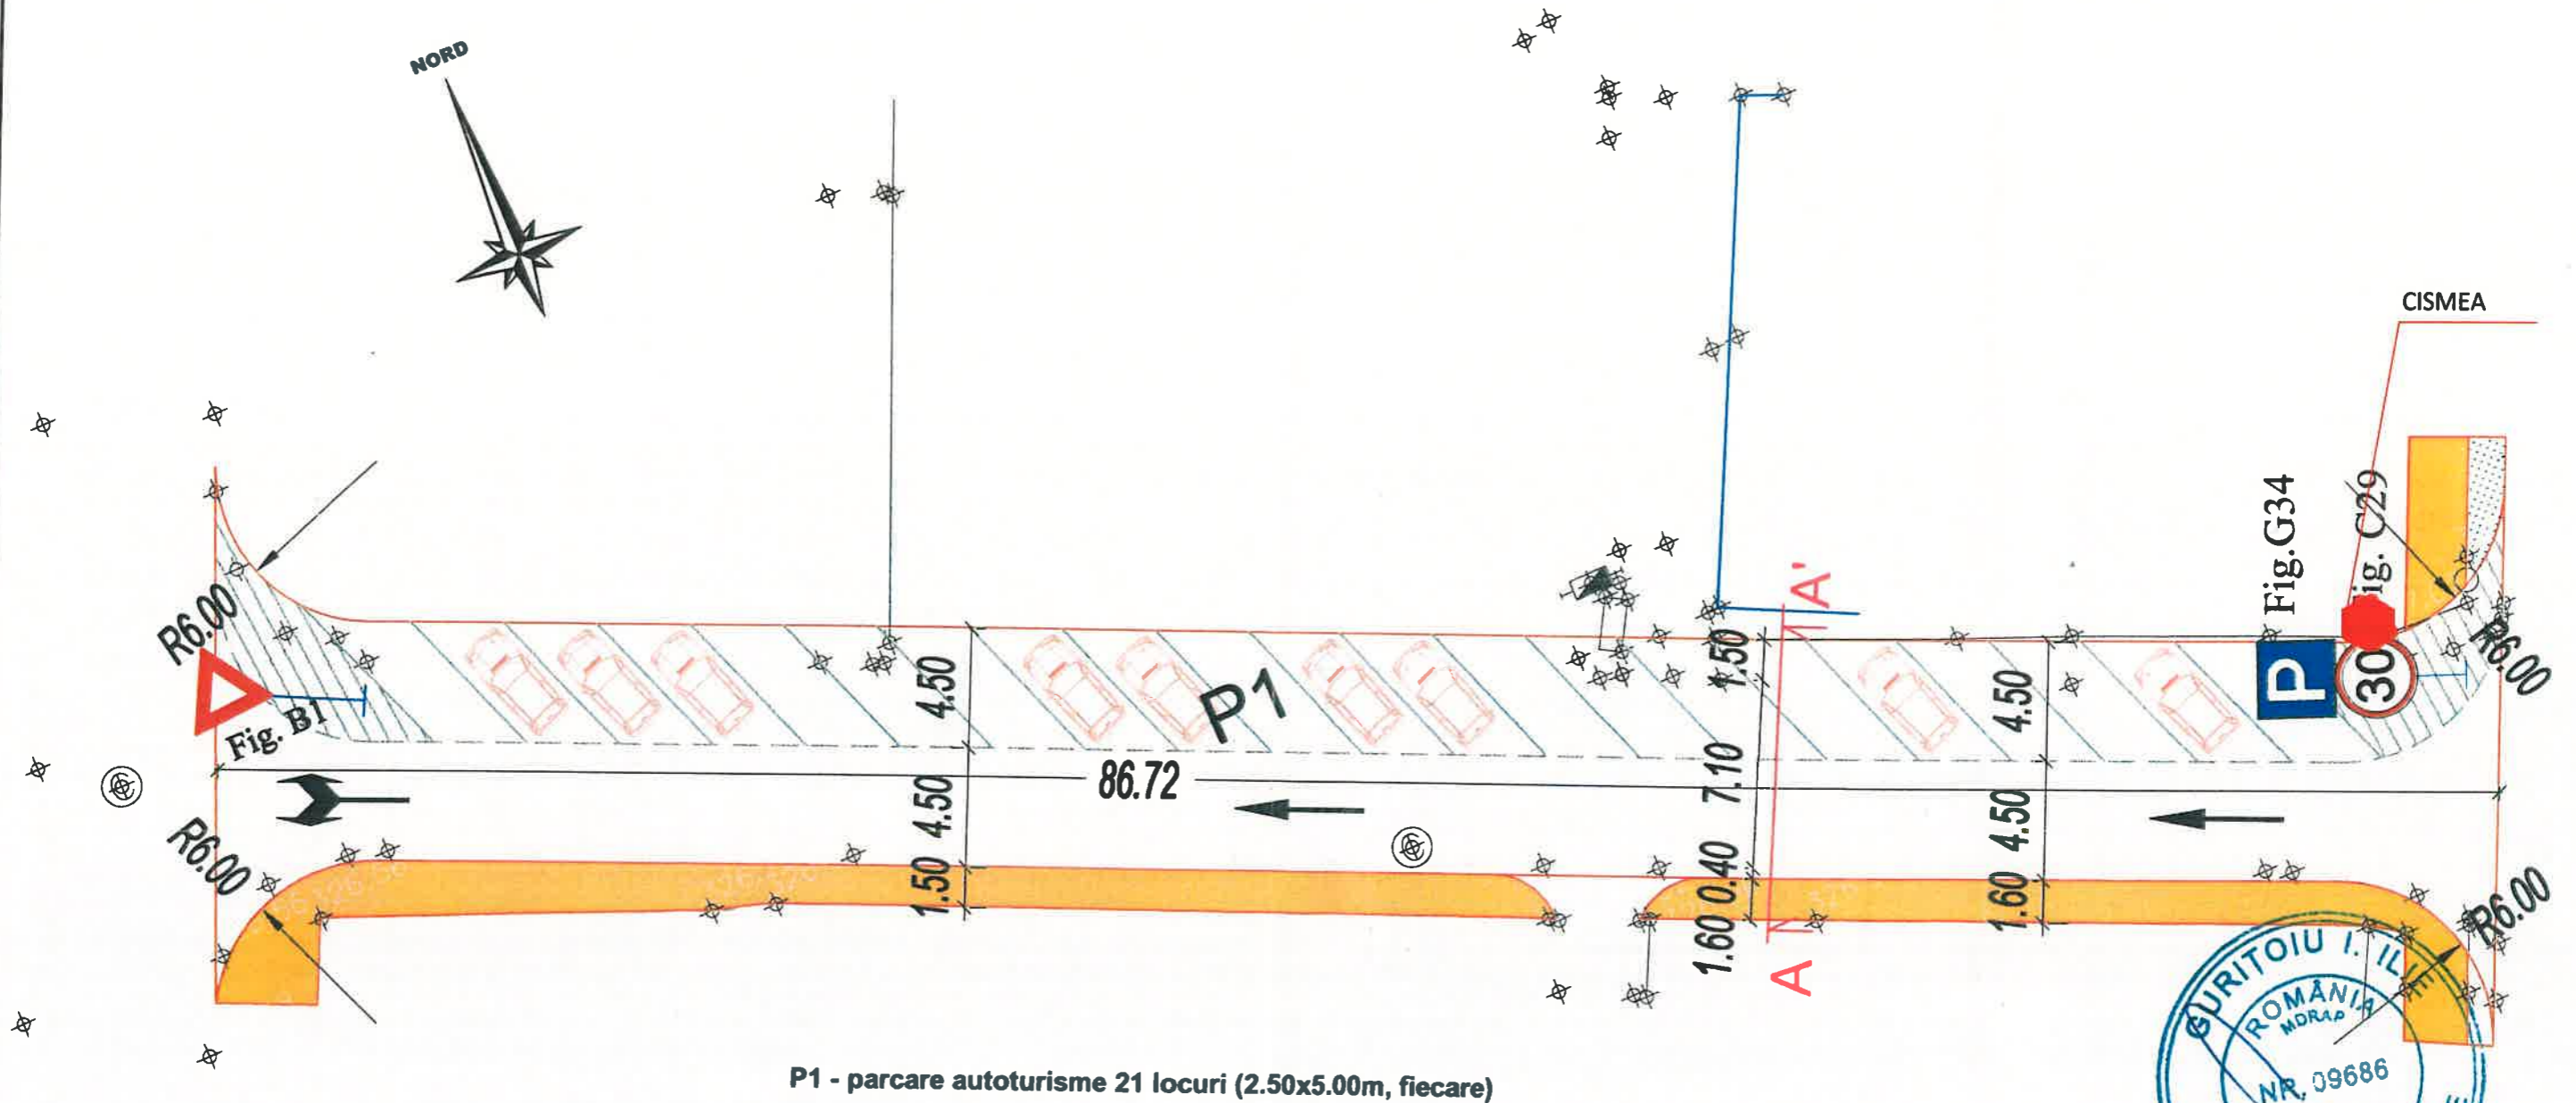 NORD
CISMEA
Fig.G34
Fig. C29
R6.00
R6.00
Fig. B1
P
30
A'
P1
4.50
4.50
1.50
86.72
1.50
7.10
0.40
1.60
4.50
4.50
1.60
R6.00
R6.00
A
GURITOIU I. ILIE
ROMÂNIA
MDRAP
NR. 09686
P1 - parcare autoturisme 21 locuri (2.50x5.00m, fiecare)